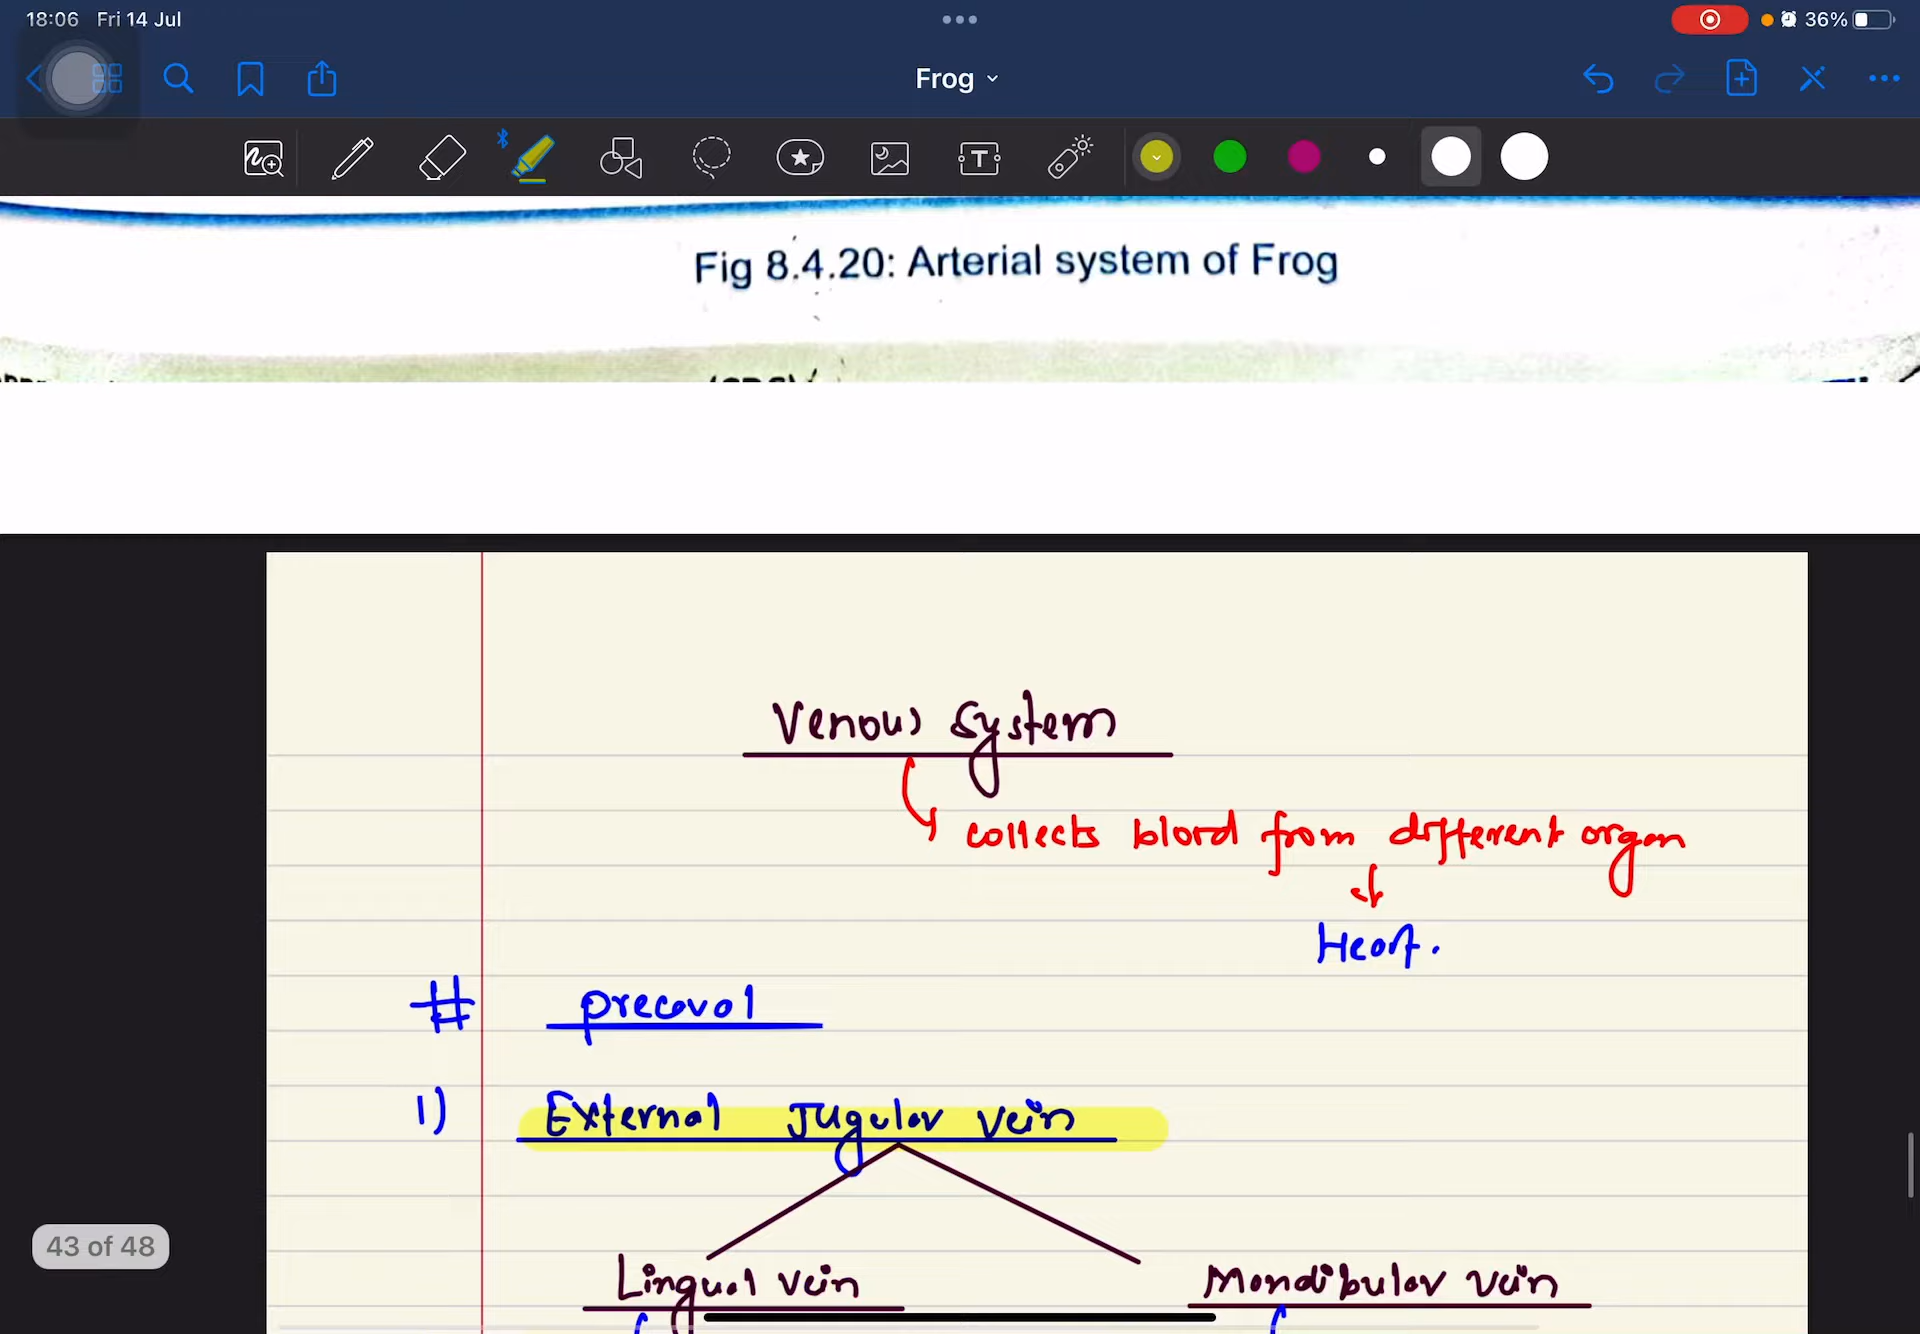 18:06 Fri 14 Jul
36%
Frog
T
Fig 8.4.20: Arterial system of Frog
Venous system
collects blood from different organ
Heart.
# precaval
1) External Jugular vein
Lingual vein Mandibular vein
43 of 48